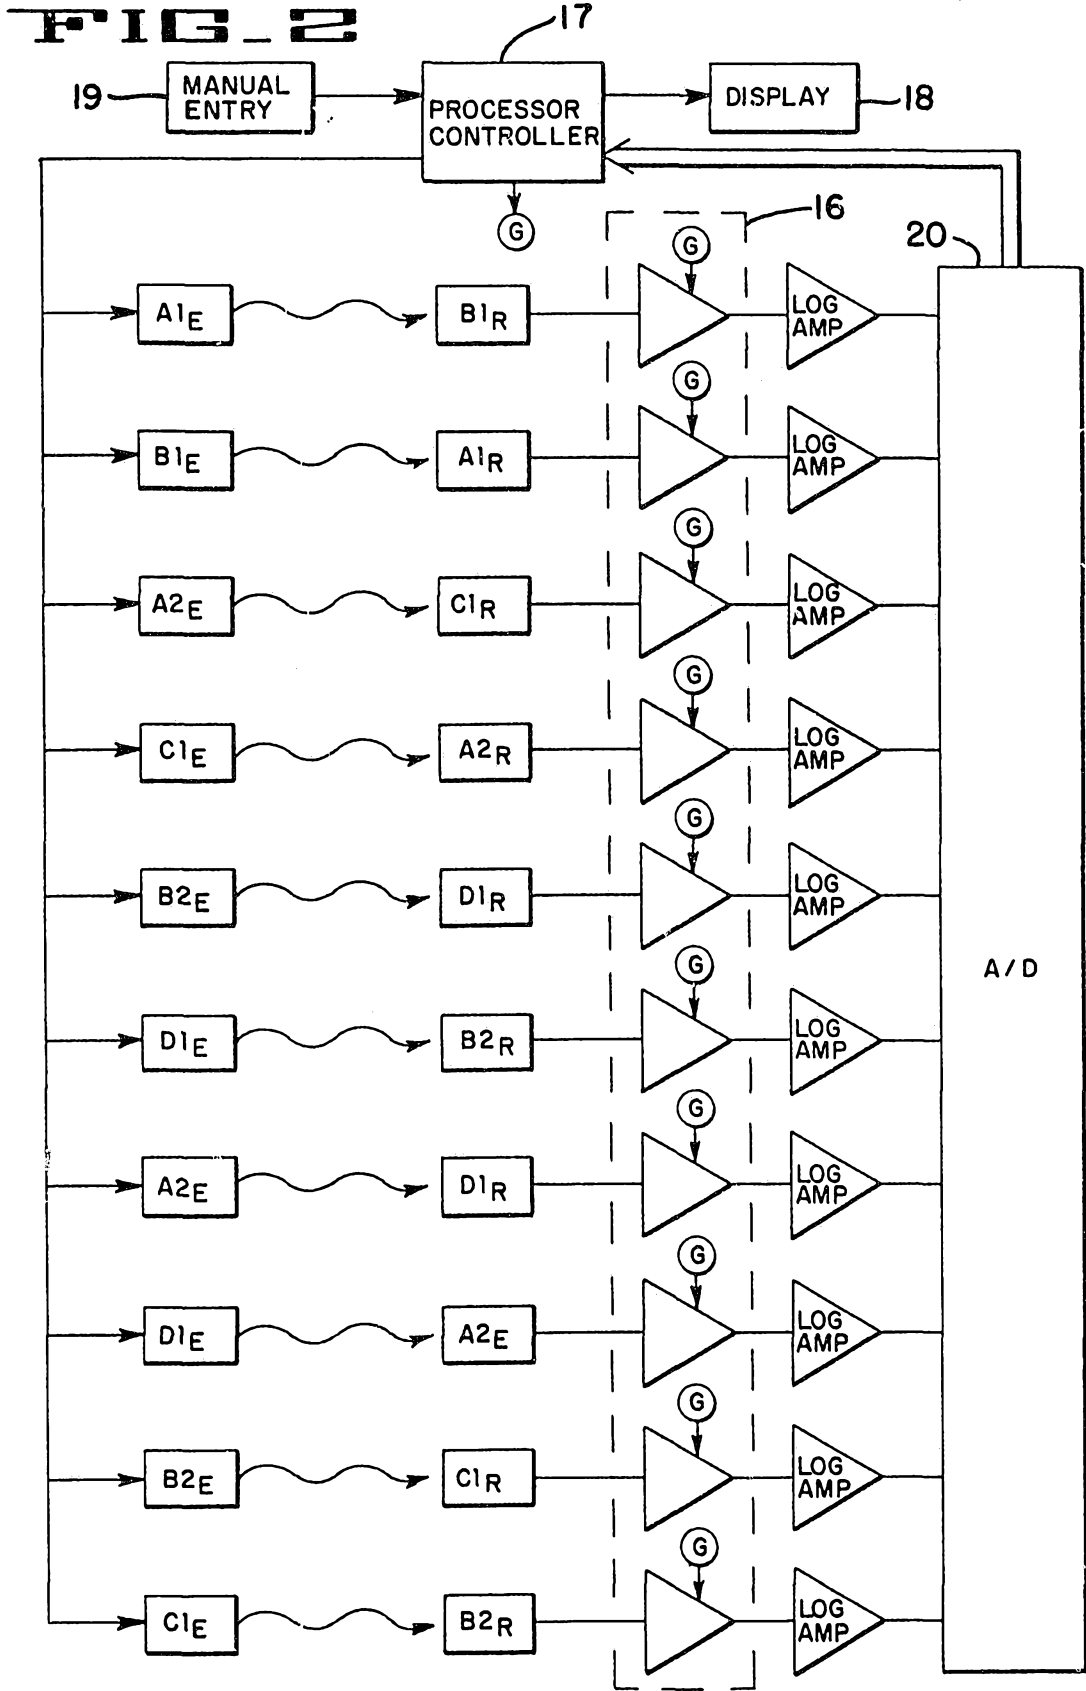 FIG_2
17
19
MANUAL
ENTRY
PROCESSOR
CONTROLLER
DISPLAY
18
G
16
20
G
A1E
B1R
LOG
AMP
G
B1E
A1R
LOG
AMP
G
A2E
C1R
LOG
AMP
G
C1E
A2R
LOG
AMP
G
B2E
D1R
LOG
AMP
A/D
G
D1E
B2R
LOG
AMP
G
A2E
D1R
LOG
AMP
G
D1E
A2E
LOG
AMP
G
B2E
C1R
LOG
AMP
G
C1E
B2R
LOG
AMP